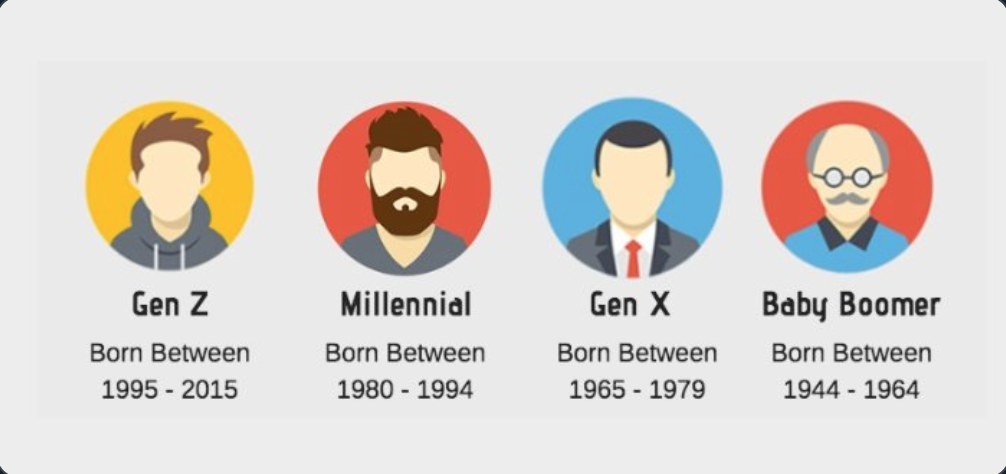 Gen Z
Born Between
1995 - 2015
Millennial
Born Between
1980 - 1994
Gen X
Born Between
1965 - 1979
Baby Boomer
Born Between
1944 - 1964